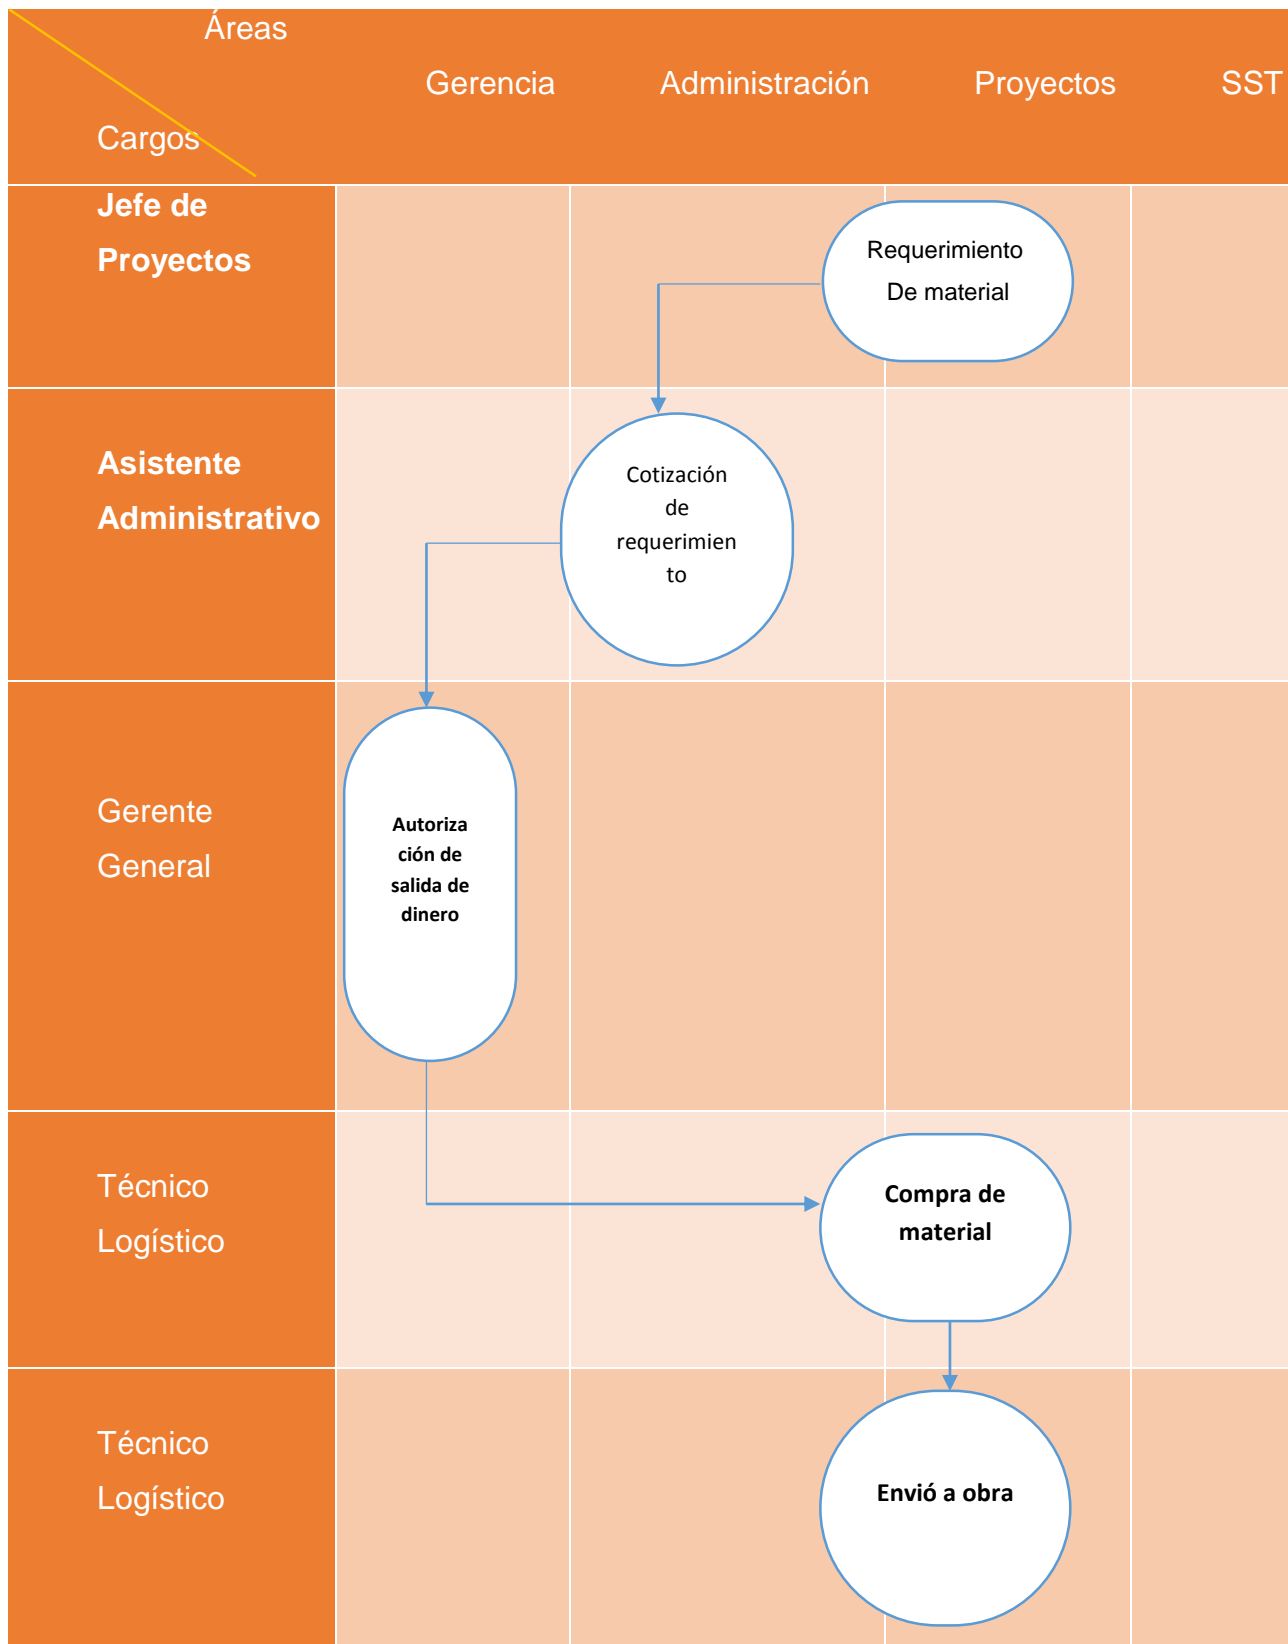 Áreas
Gerencia Administración Proyectos SST
Cargos
Jefe de
Proyectos
Requerimiento
De material
Asistente
Administrativo
Cotización
de
requerimien
to
Gerente
General
Autoriza
ción de
salida de
dinero
Técnico
Logístico
Compra de
material
Técnico
Logístico
Envió a obra